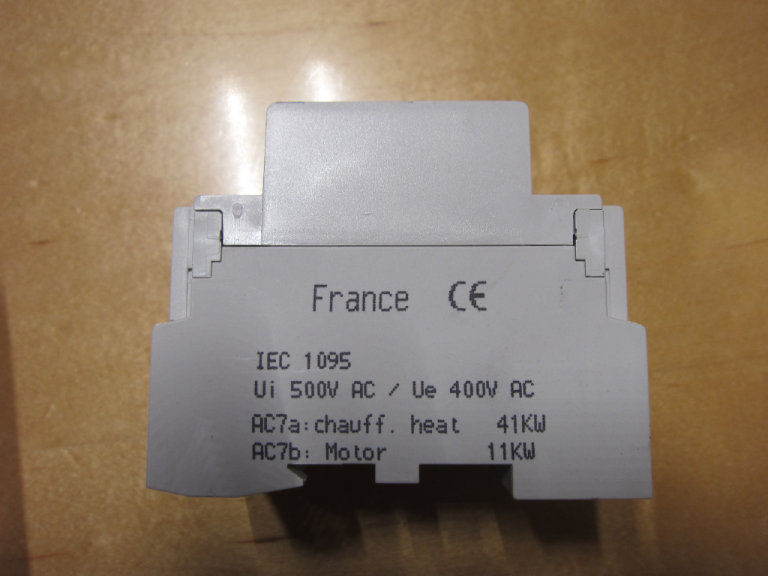 France CE
IEC 1095
Ui 500V AC / Ue 400V AC
AC7a:chauff. heat 41KW
AC7b: Motor 11KW